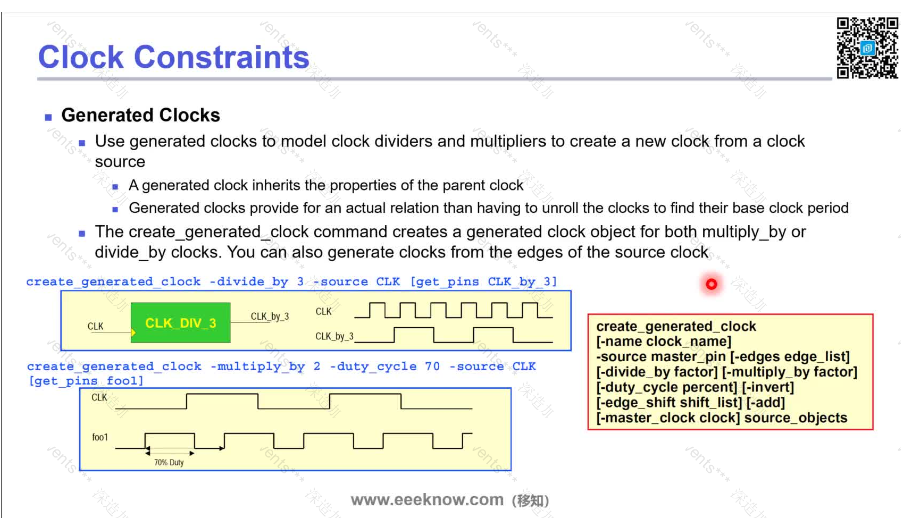 Clock Constraints
Generated Clocks
Use generated clocks to model clock dividers and multipliers to create a new clock from a clock
source
A generated clock inherits the properties of the parent clock
Generated clocks provide for an actual relation than having to unroll the clocks to find their base clock period
The create_generated_clock command creates a generated clock object for both multiply_by or
divide_by clocks. You can also generate clocks from the edges of the source clock
create_generated_clock -divide_by 3 -source CLK [get_pins CLK_by_3]
CLK
CLK_DIV_3
CLK_by_3
CLK
CLK_by_3
create_generated_clock -multiply_by 2 -duty_cycle 70 -source CLK
[get_pins foo1]
CLK
foo1
70% Duty
create_generated_clock
[-name clock_name]
-source master_pin [-edges edge_list]
[-divide_by factor] [-multiply_by factor]
[-duty_cycle percent] [-invert]
[-edge_shift shift_list] [-add]
[-master_clock clock] source_objects
www.eeeknow.com (移知)